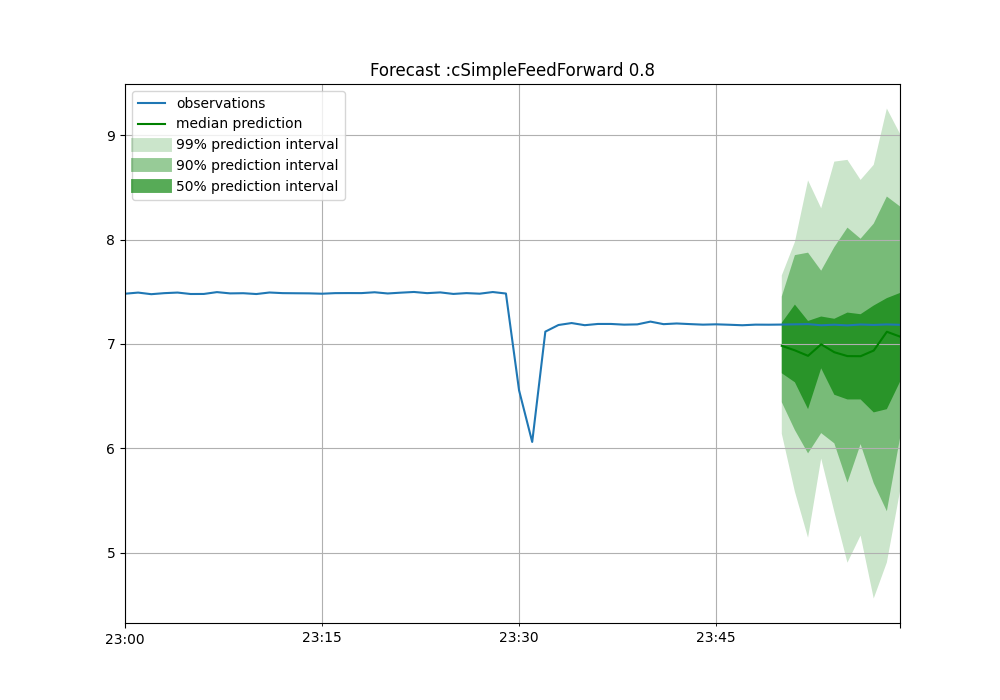 Forecast :cSimpleFeedForward 0.8
observations
median prediction
99% prediction interval
90% prediction interval
50% prediction interval
9
8
7
6
5
23:00
23:15
23:30
23:45